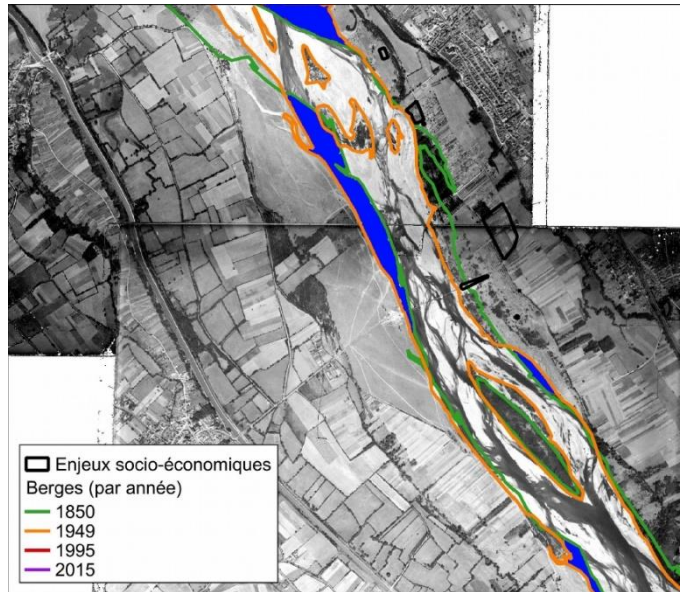 Enjeux socio-économiques
Berges (par année)
1850
1949
1995
2015